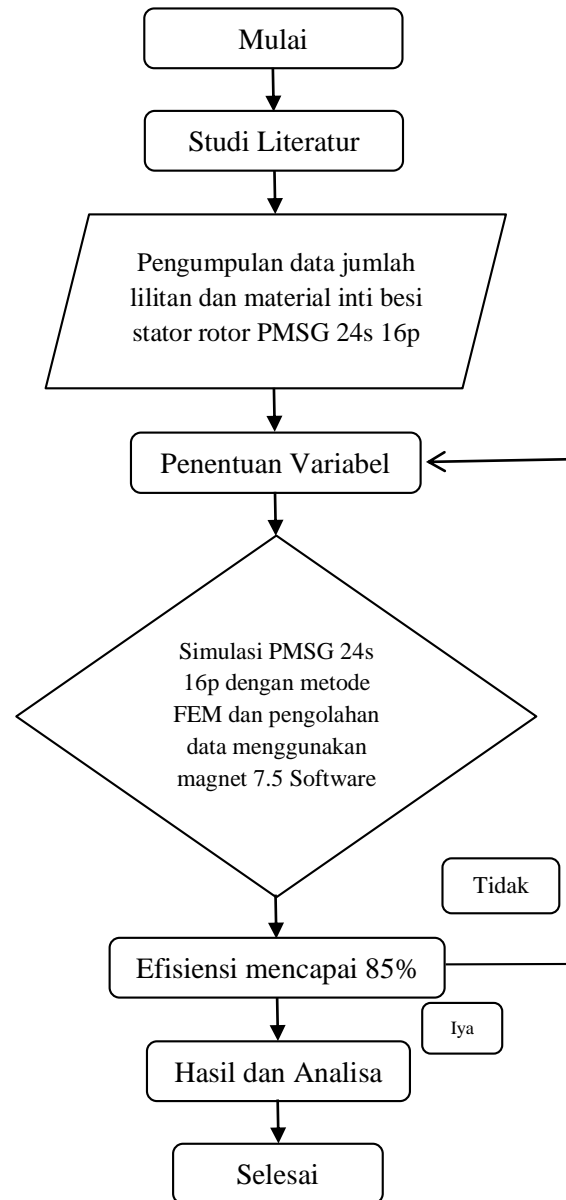 Mulai
Studi Literatur
Pengumpulan data jumlah
lilitan dan material inti besi
stator rotor PMSG 24s 16p
Penentuan Variabel
Simulasi PMSG 24s
16p dengan metode
FEM dan pengolahan
data menggunakan
magnet 7.5 Software
Tidak
Efisiensi mencapai 85%
Iya
Hasil dan Analisa
Selesai